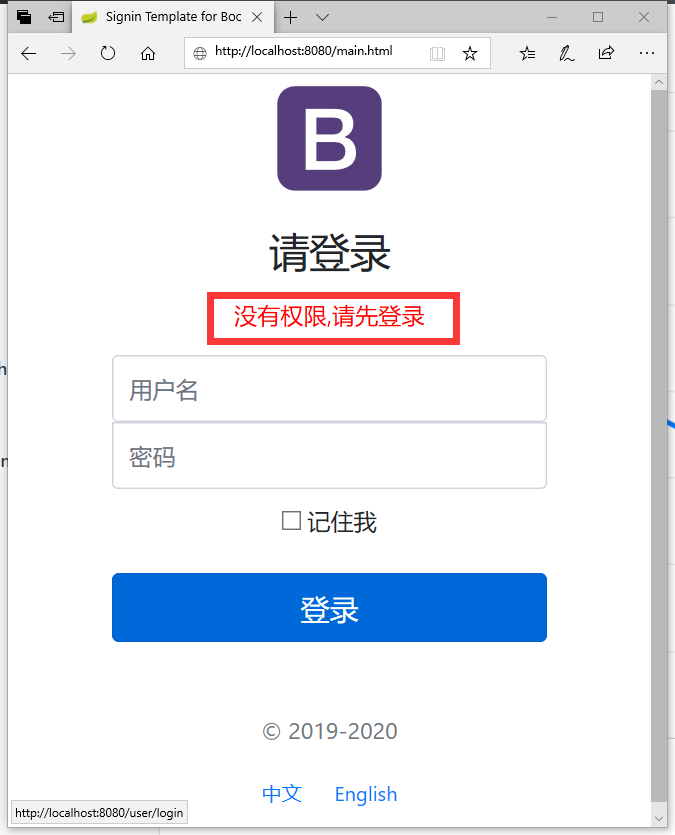 Signin Template for Boo
http://localhost:8080/main.html
B
请登录
没有权限,请先登录
用户名
密码
记住我
登录
© 2019-2020
中文 English
http://localhost:8080/user/login